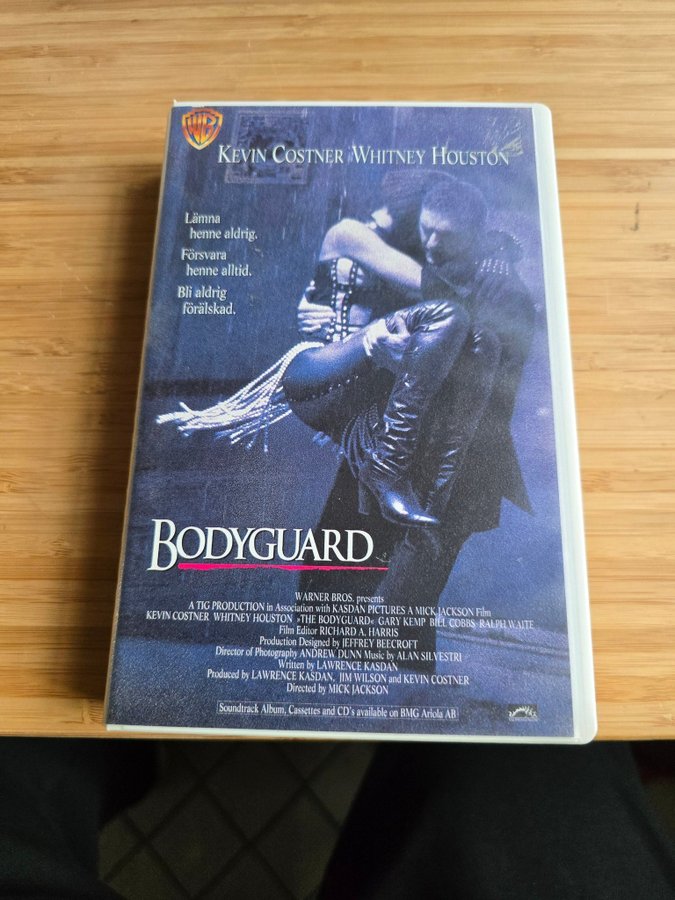 WB
KEVIN COSTNER WHITNEY HOUSTON
Lämna
henne aldrig.
Försvara
henne alltid.
Bli aldrig
förälskad.
BODYGUARD
WARNER BROS. presents
A TIG PRODUCTION in Association with KASDAN PICTURES A MICK JACKSON Film
KEVIN COSTNER WHITNEY HOUSTON »THE BODYGUARD« GARY KEMP BILL COBBS RALPH WAITE
Film Editor RICHARD A. HARRIS
Production Designed by JEFFREY BEECROFT
Director of Photography ANDREW DUNN Music by ALAN SILVESTRI
Written by LAWRENCE KASDAN
Produced by LAWRENCE KASDAN, JIM WILSON and KEVIN COSTNER
Directed by MICK JACKSON
Soundtrack Album, Cassettes and CD's available on BMG Ariola AB